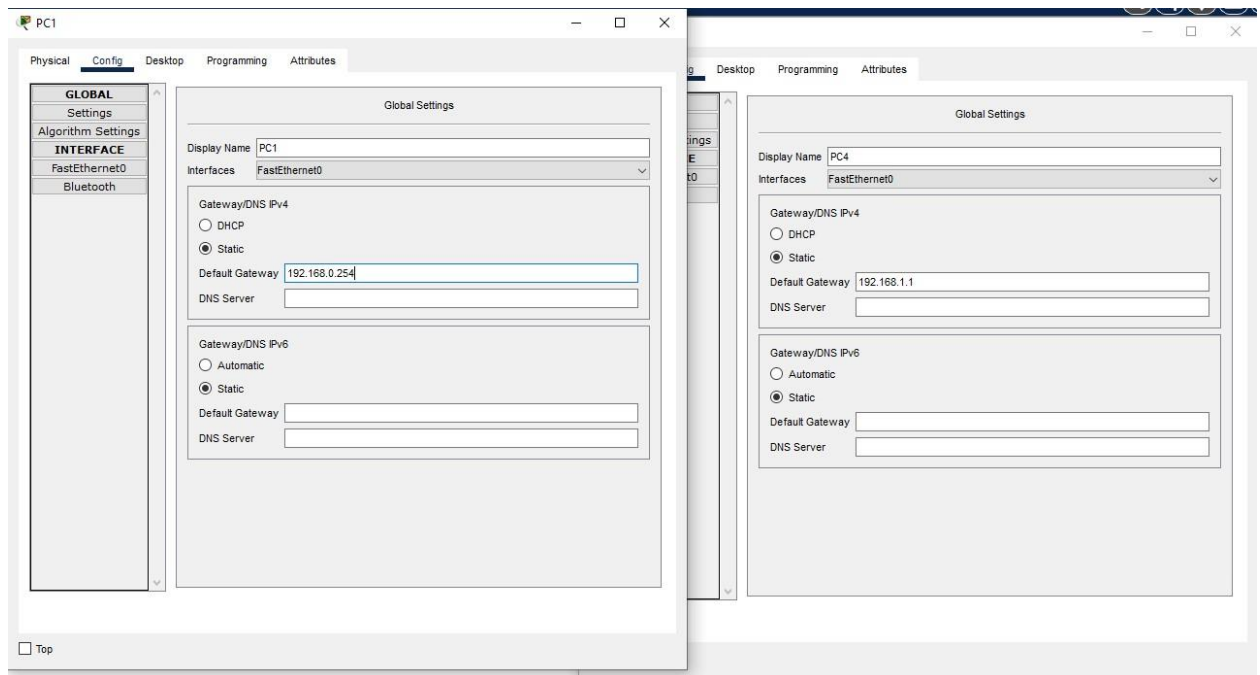 PC1
Physical Config Desktop Programming Attributes
GLOBAL
Settings
Algorithm Settings
INTERFACE
FastEthernet0
Bluetooth
Global Settings
Display Name PC1
Interfaces FastEthernet0
Gateway/DNS IPv4
DHCP
Static
Default Gateway 192.168.0.254
DNS Server
Gateway/DNS IPv6
Automatic
Static
Default Gateway
DNS Server
Top
g Desktop Programming Attributes
ings
E
t0
Global Settings
Display Name PC4
Interfaces FastEthernet0
Gateway/DNS IPv4
DHCP
Static
Default Gateway 192.168.1.1
DNS Server
Gateway/DNS IPv6
Automatic
Static
Default Gateway
DNS Server